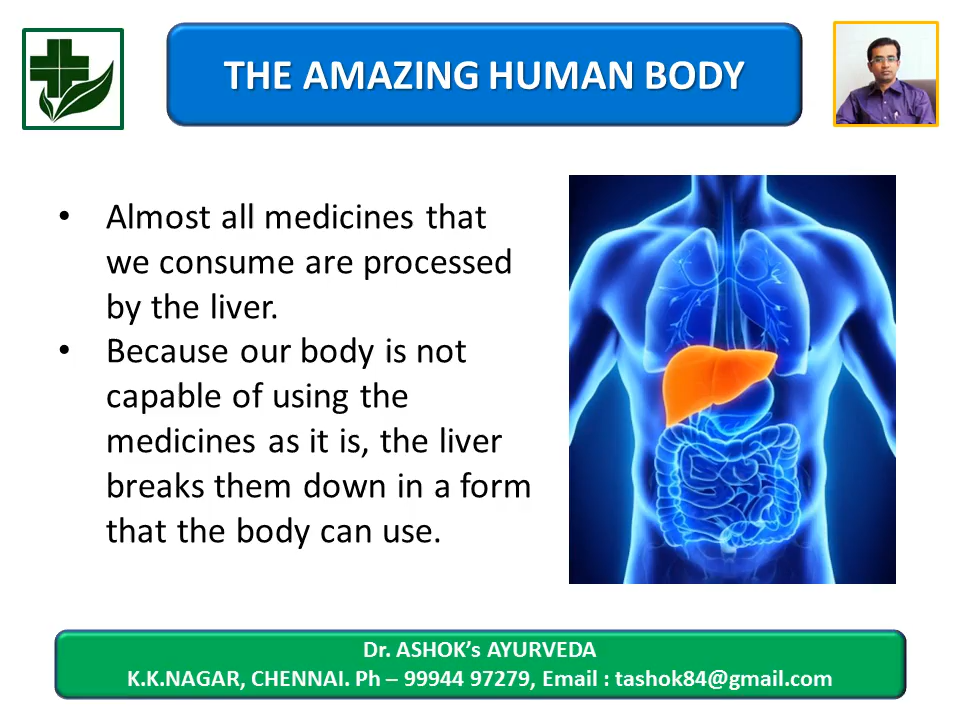 THE AMAZING HUMAN BODY
• Almost all medicines that
we consume are processed
by the liver.
• Because our body is not
capable of using the
medicines as it is, the liver
breaks them down in a form
that the body can use.
Dr. ASHOK’s AYURVEDA
K.K.NAGAR, CHENNAI. Ph – 99944 97279, Email : tashok84@gmail.com